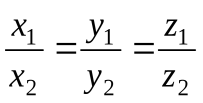 x₁/x₂ = y₁/y₂ = z₁/z₂